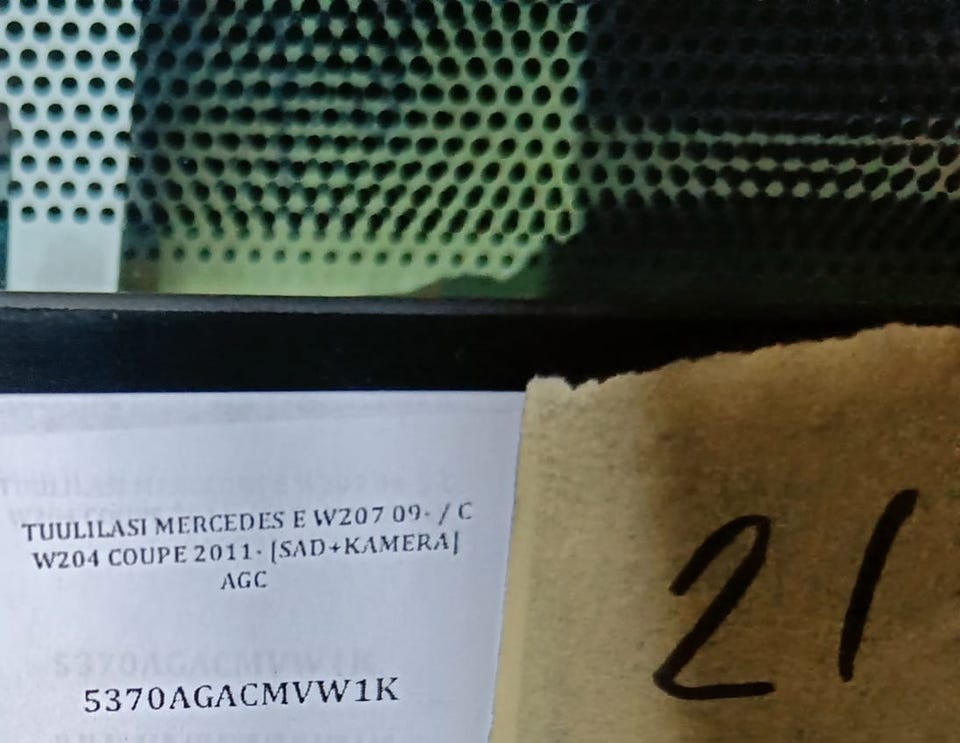 TUULILASI MERCEDES E W207 09- / C
W204 COUPE 2011- [SAD+KAMERA]
AGC
5370AGACMVW1K
21